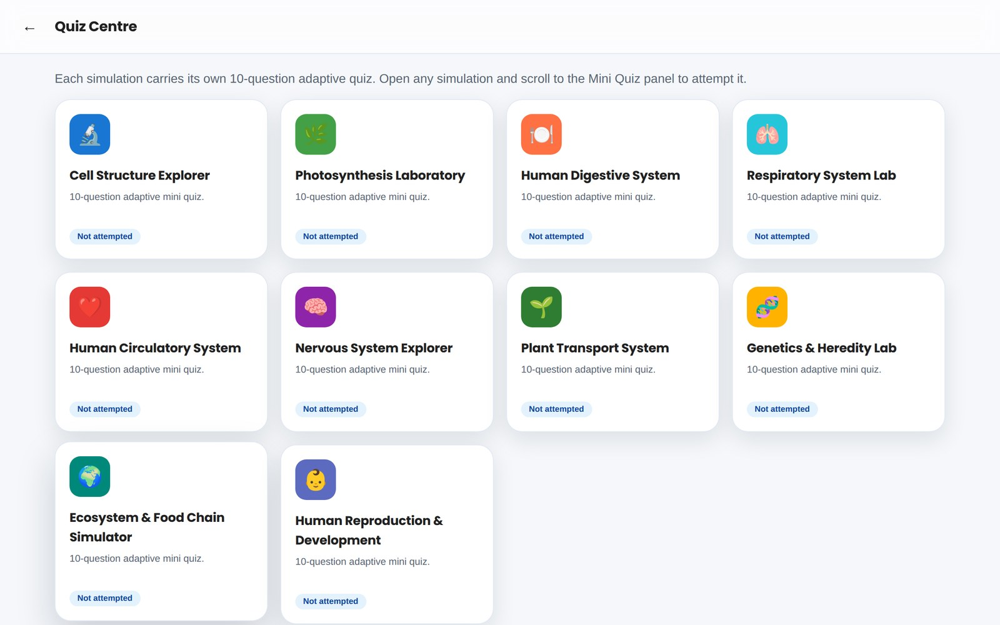 ← Quiz Centre
Each simulation carries its own 10-question adaptive quiz. Open any simulation and scroll to the Mini Quiz panel to attempt it.
Cell Structure Explorer
10-question adaptive mini quiz.
Not attempted
Photosynthesis Laboratory
10-question adaptive mini quiz.
Not attempted
Human Digestive System
10-question adaptive mini quiz.
Not attempted
Respiratory System Lab
10-question adaptive mini quiz.
Not attempted
Human Circulatory System
10-question adaptive mini quiz.
Not attempted
Nervous System Explorer
10-question adaptive mini quiz.
Not attempted
Plant Transport System
10-question adaptive mini quiz.
Not attempted
Genetics & Heredity Lab
10-question adaptive mini quiz.
Not attempted
Ecosystem & Food Chain
Simulator
10-question adaptive mini quiz.
Not attempted
Human Reproduction &
Development
10-question adaptive mini quiz.
Not attempted